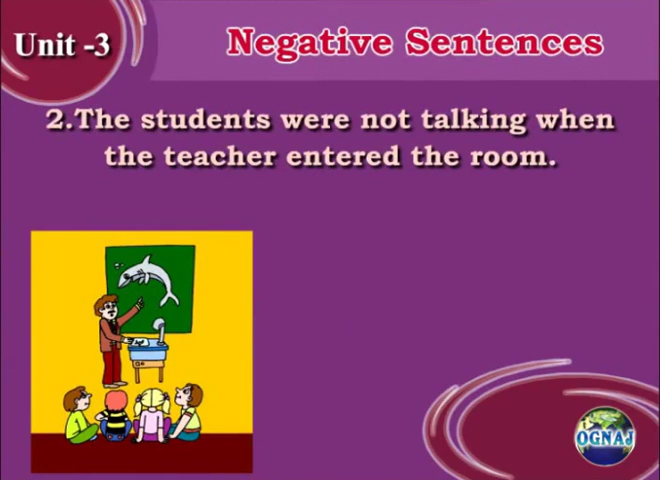 Unit -3
Negative Sentences
2.The students were not talking when
the teacher entered the room.
OGNAJ